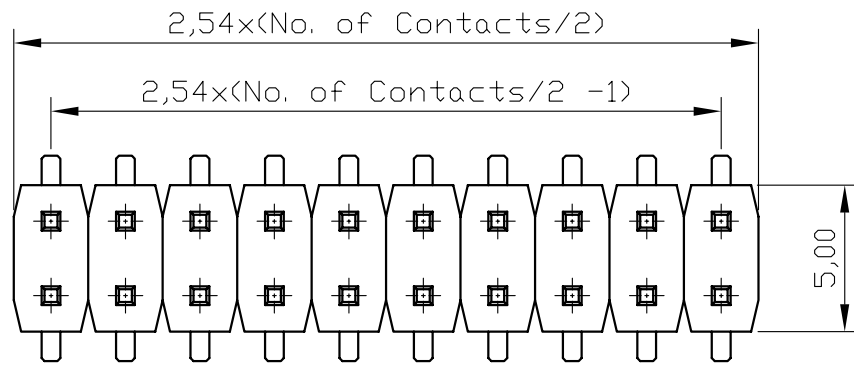 2,54x(No. of Contacts/2)
2,54x(No. of Contacts/2 -1)
5,00